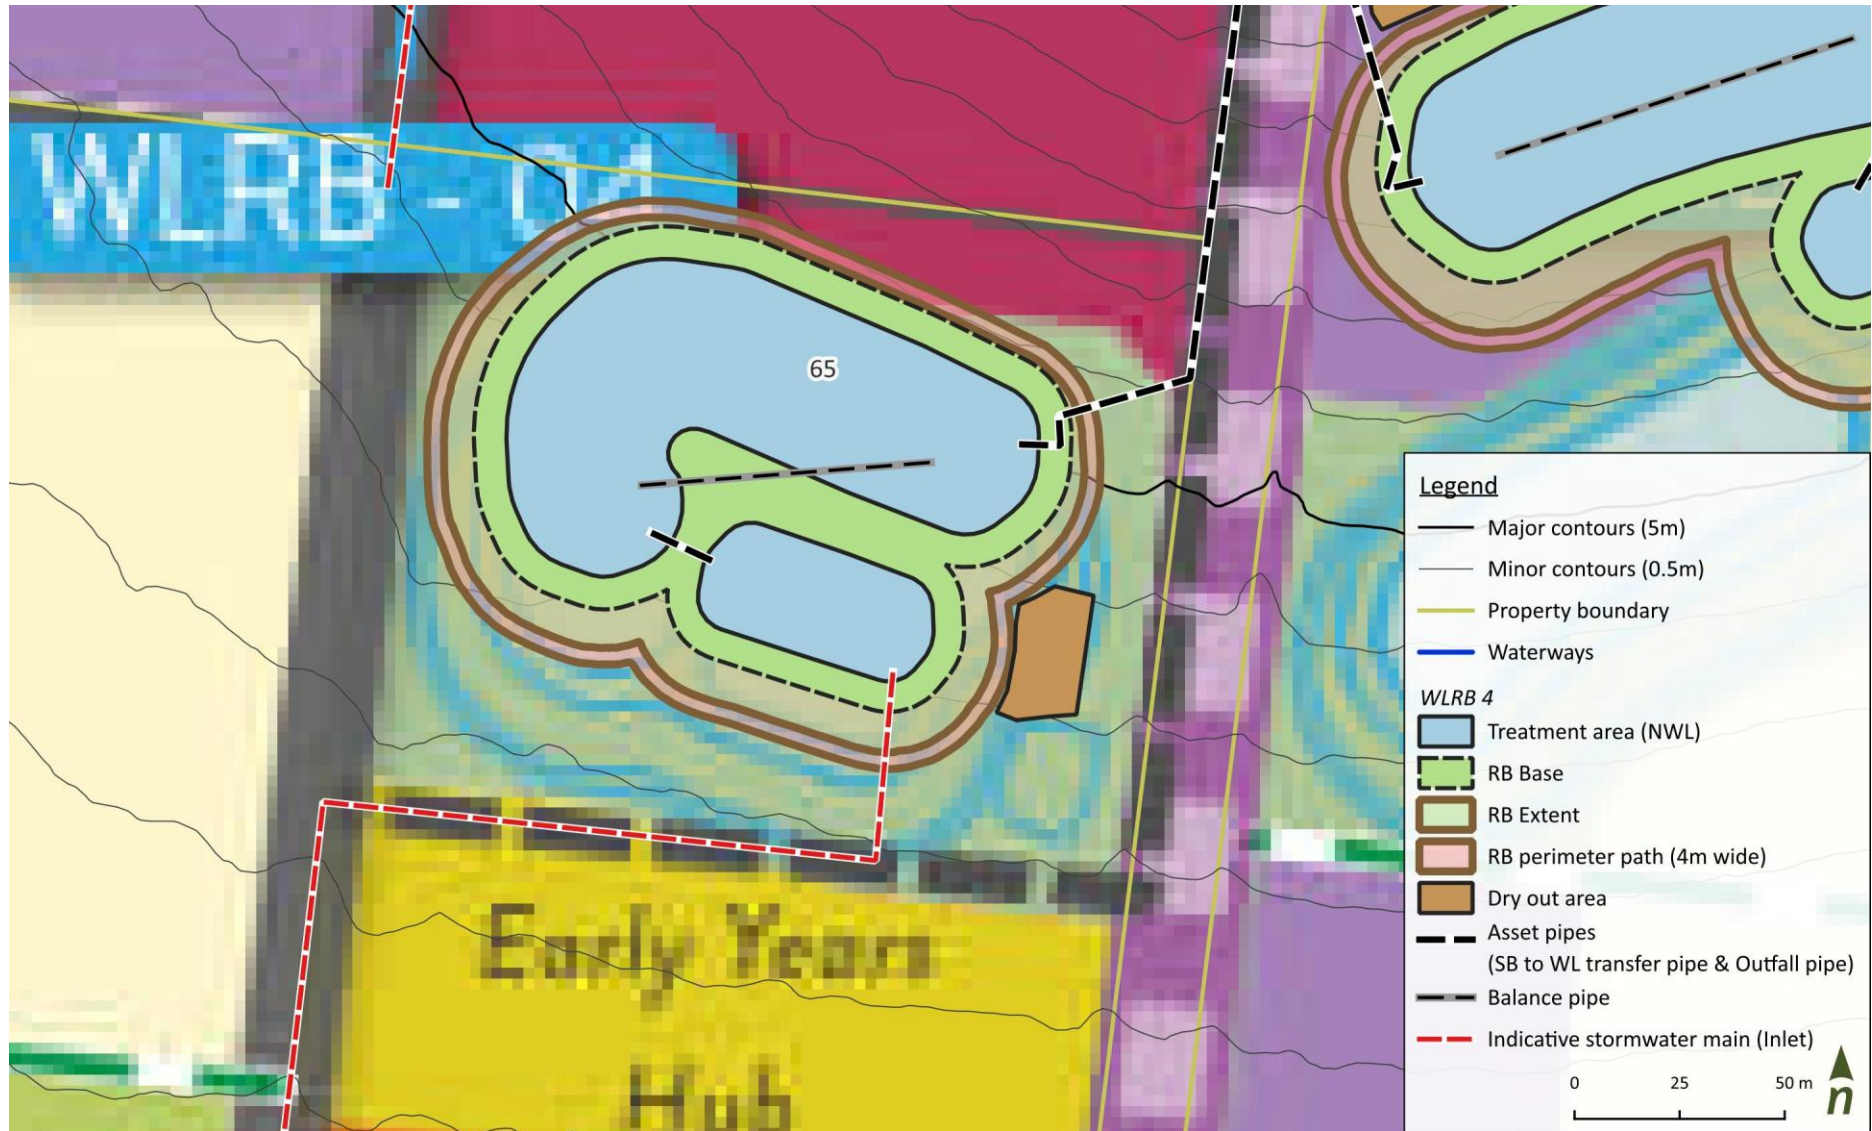 WLRB - 04
65
Early Years
Hub
Legend
Major contours (5m)
Minor contours (0.5m)
Property boundary
Waterways
WLRB 4
Treatment area (NWL)
RB Base
RB Extent
RB perimeter path (4m wide)
Dry out area
Asset pipes
(SB to WL transfer pipe & Outfall pipe)
Balance pipe
Indicative stormwater main (Inlet)
0 25 50 m
n